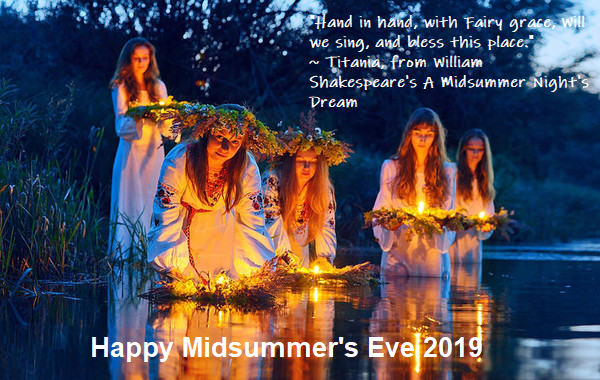 "Hand in hand, with Fairy grace, Will
we sing, and bless this place."
~ Titania, from William
Shakespeare's A Midsummer Night's
Dream
Happy Midsummer's Eve 2019